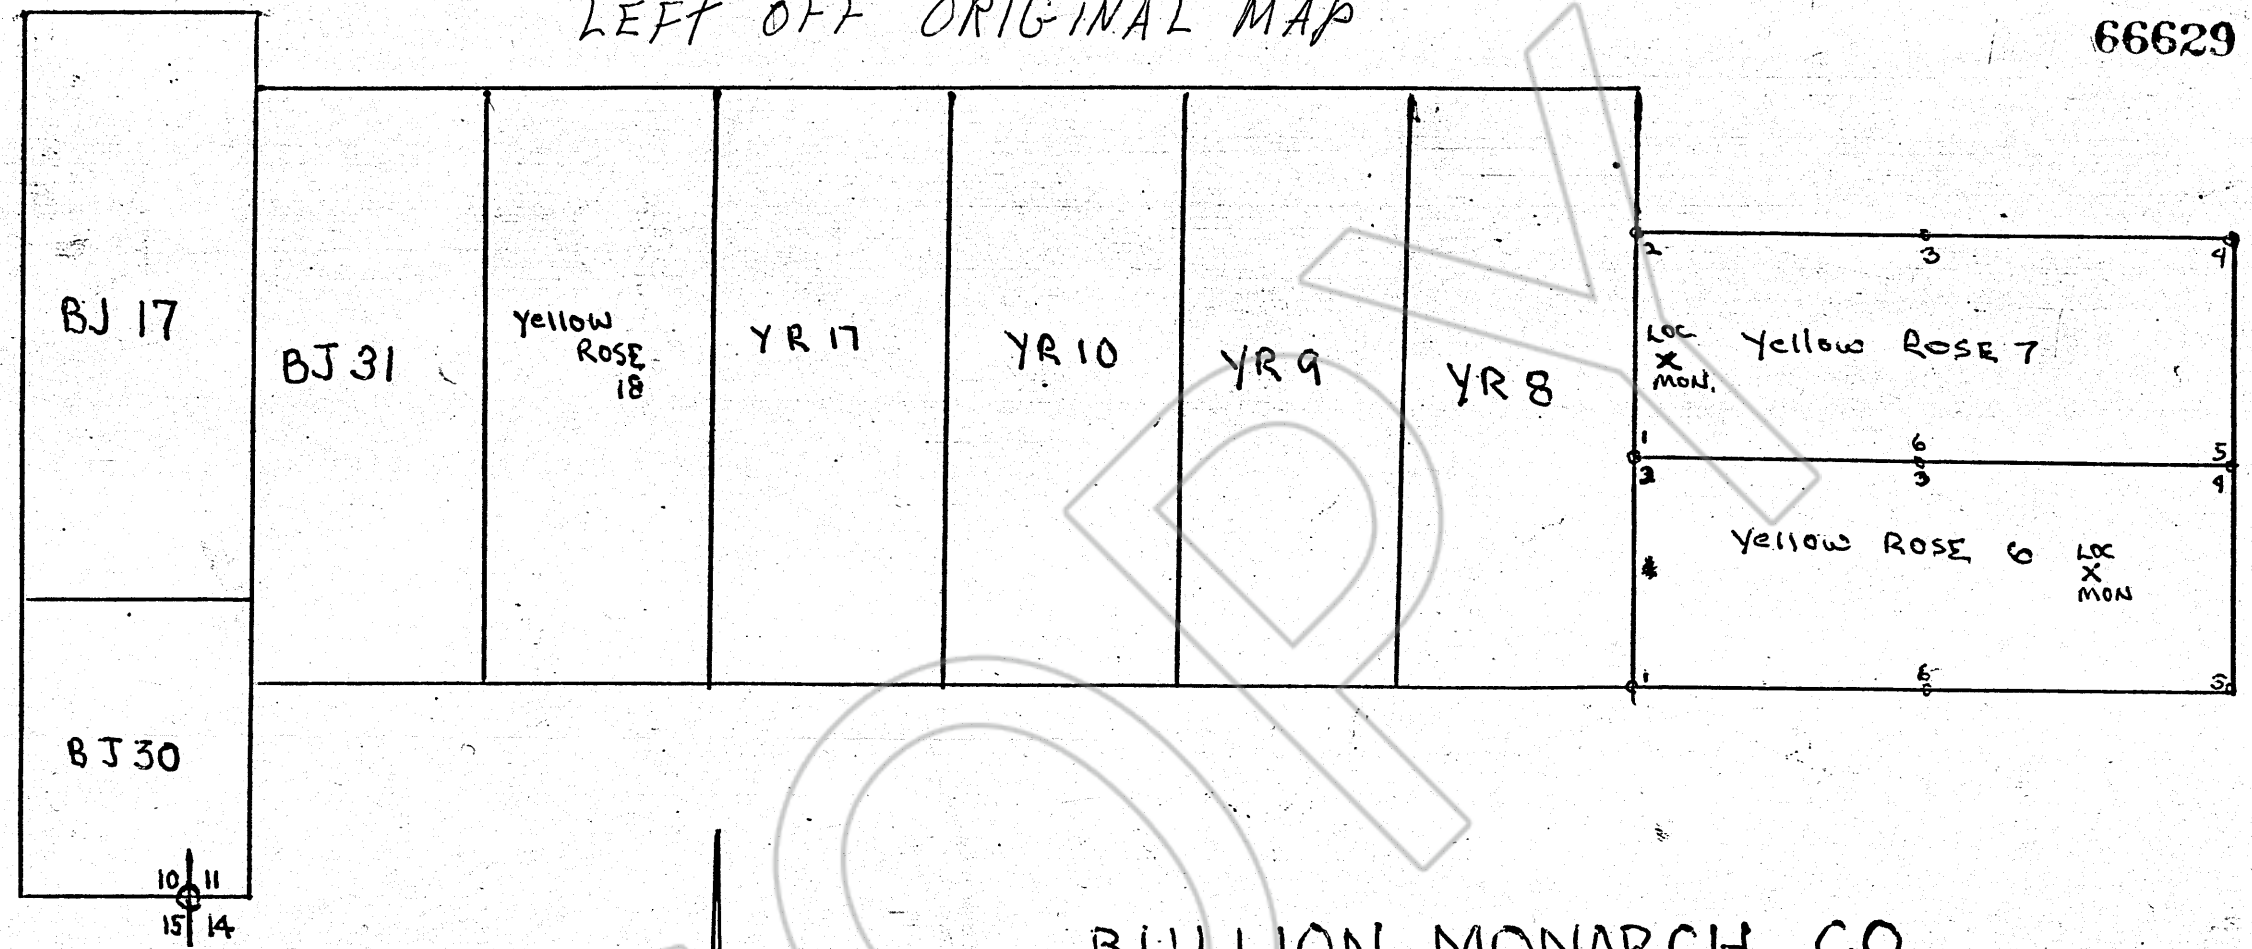 LEFT OFF ORIGINAL MAP
66629
BJ 17
BJ 31
Yellow
ROSE
18
YR 17
YR 10
YR 9
YR 8
2
3
4
LOC
X
MON.
Yellow ROSE 7
1
6
5
2
3
4
Yellow ROSE 6
LOC
X
MON
1
6
5
BJ 30
10 11
15 14
BULLION MONARCH CO
COPY